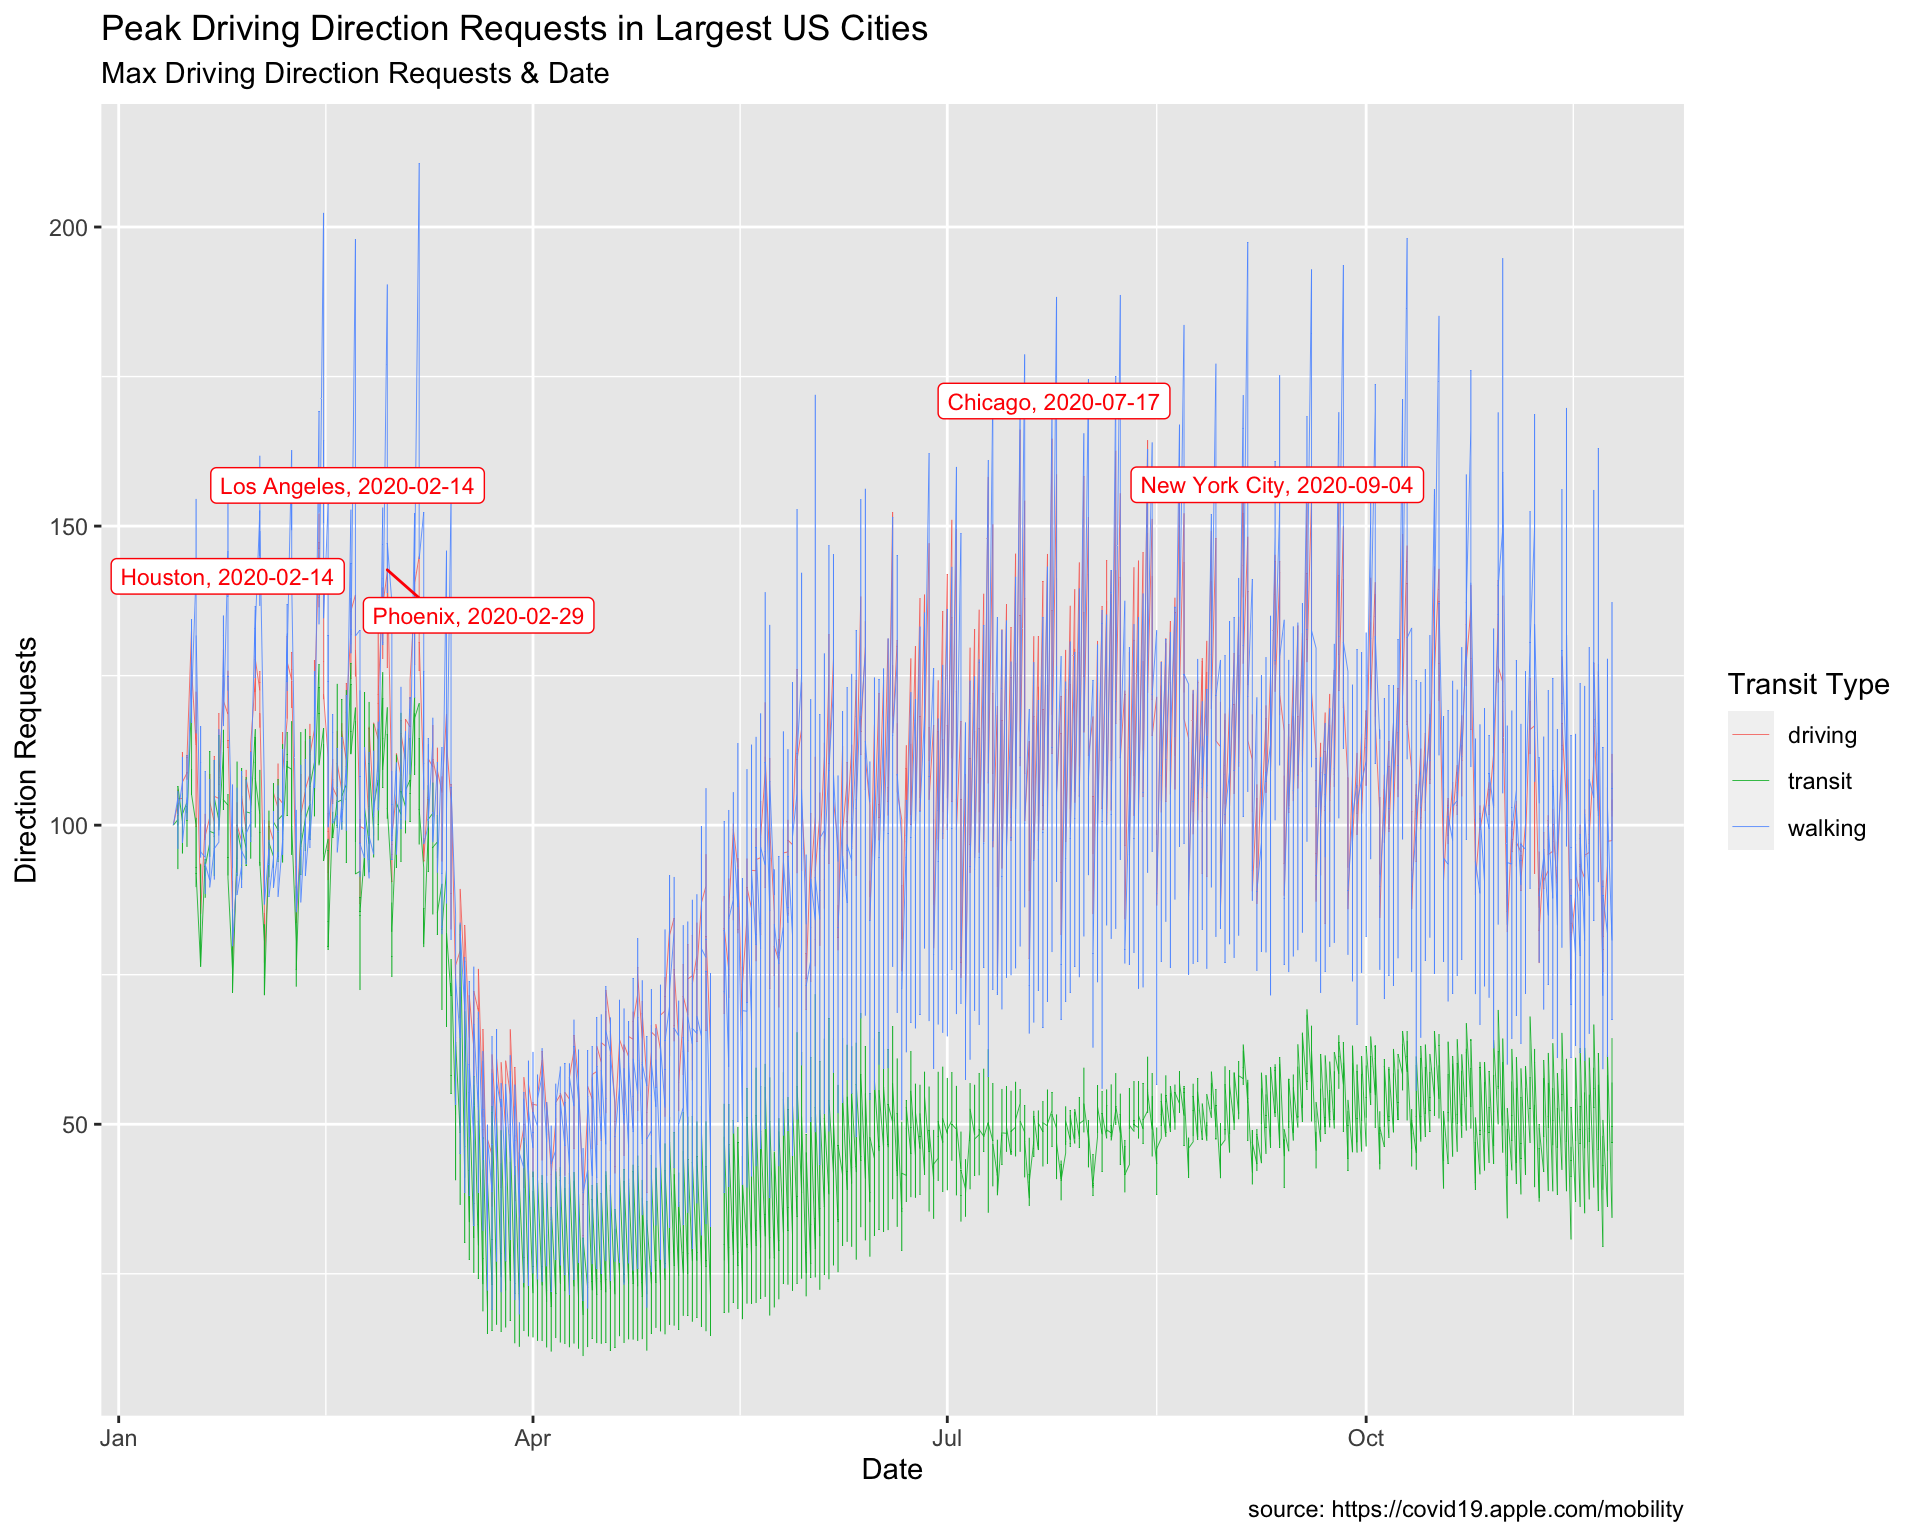 Peak Driving Direction Requests in Largest US Cities
Max Driving Direction Requests & Date
Direction Requests
200
150
100
50
Chicago, 2020-07-17
Los Angeles, 2020-02-14
New York City, 2020-09-04
Houston, 2020-02-14
Phoenix, 2020-02-29
Transit Type
driving
transit
walking
Jan
Apr
Jul
Oct
Date
source: https://covid19.apple.com/mobility